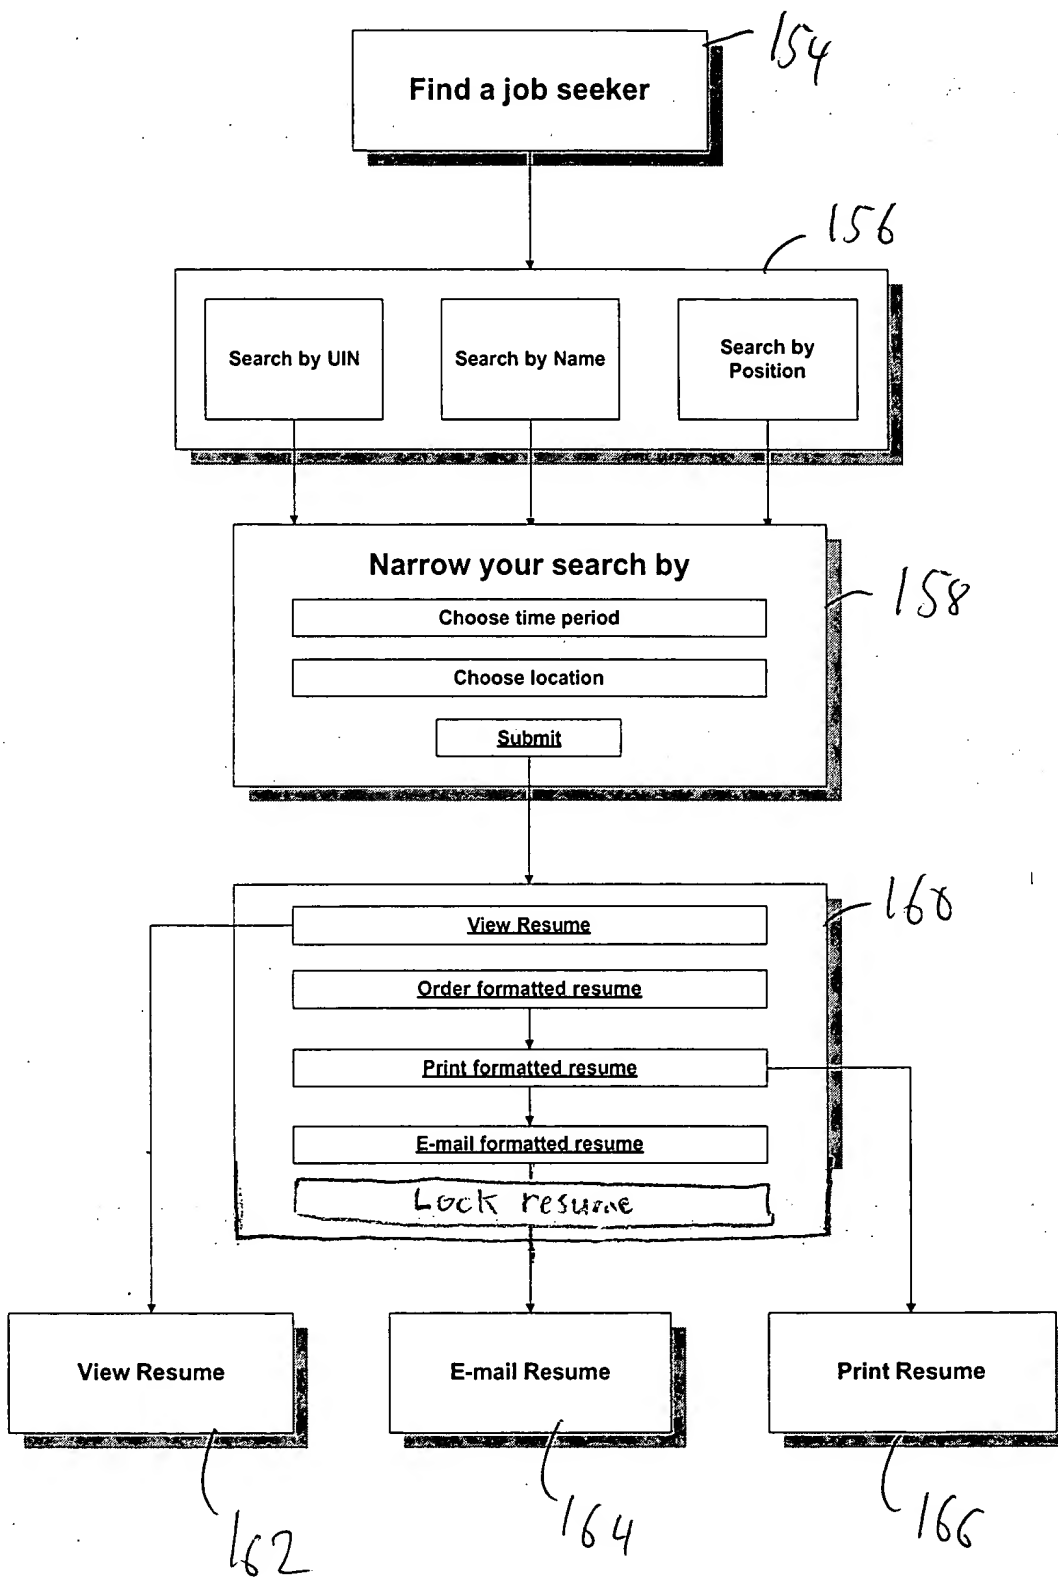 154
Find a job seeker
156
Search by UIN
Search by Name
Search by
Position
Narrow your search by
158
Choose time period
Choose location
Submit
160
View Resume
Order formatted resume
Print formatted resume
E-mail formatted resume
Lock resume
View Resume
E-mail Resume
Print Resume
162
164
166